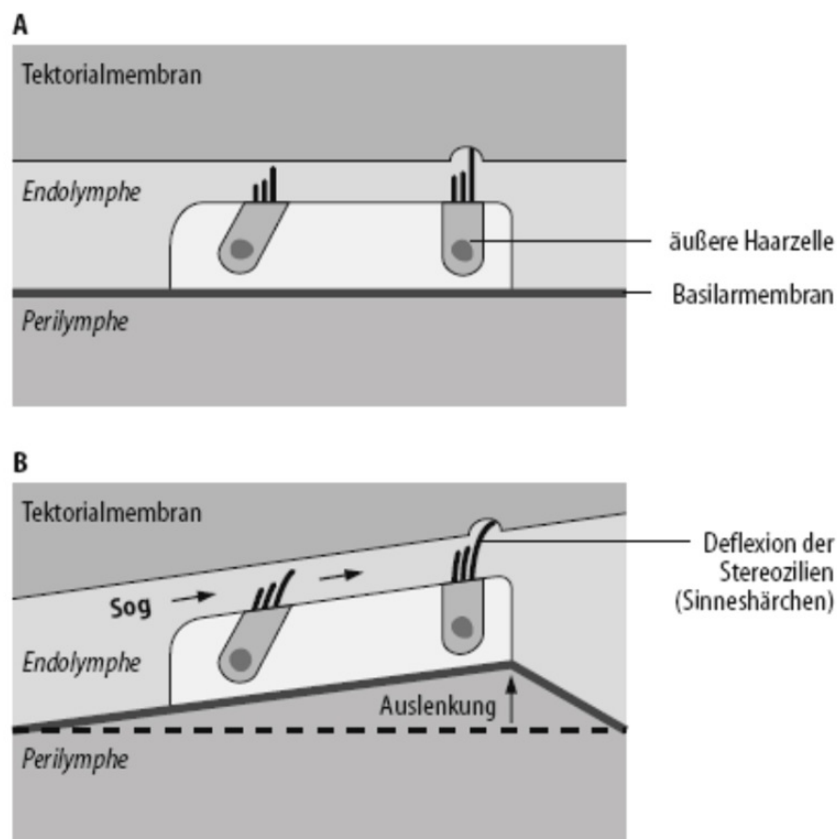 A
Tektorialmembran
Endolymphe
äußere Haarzelle
Basilarmembran
Perilymphe
B
Tektorialmembran
Deflexion der
Stereozilien
(Sinneshärchen)
Sog
Endolymphe
Auslenkung
Perilymphe